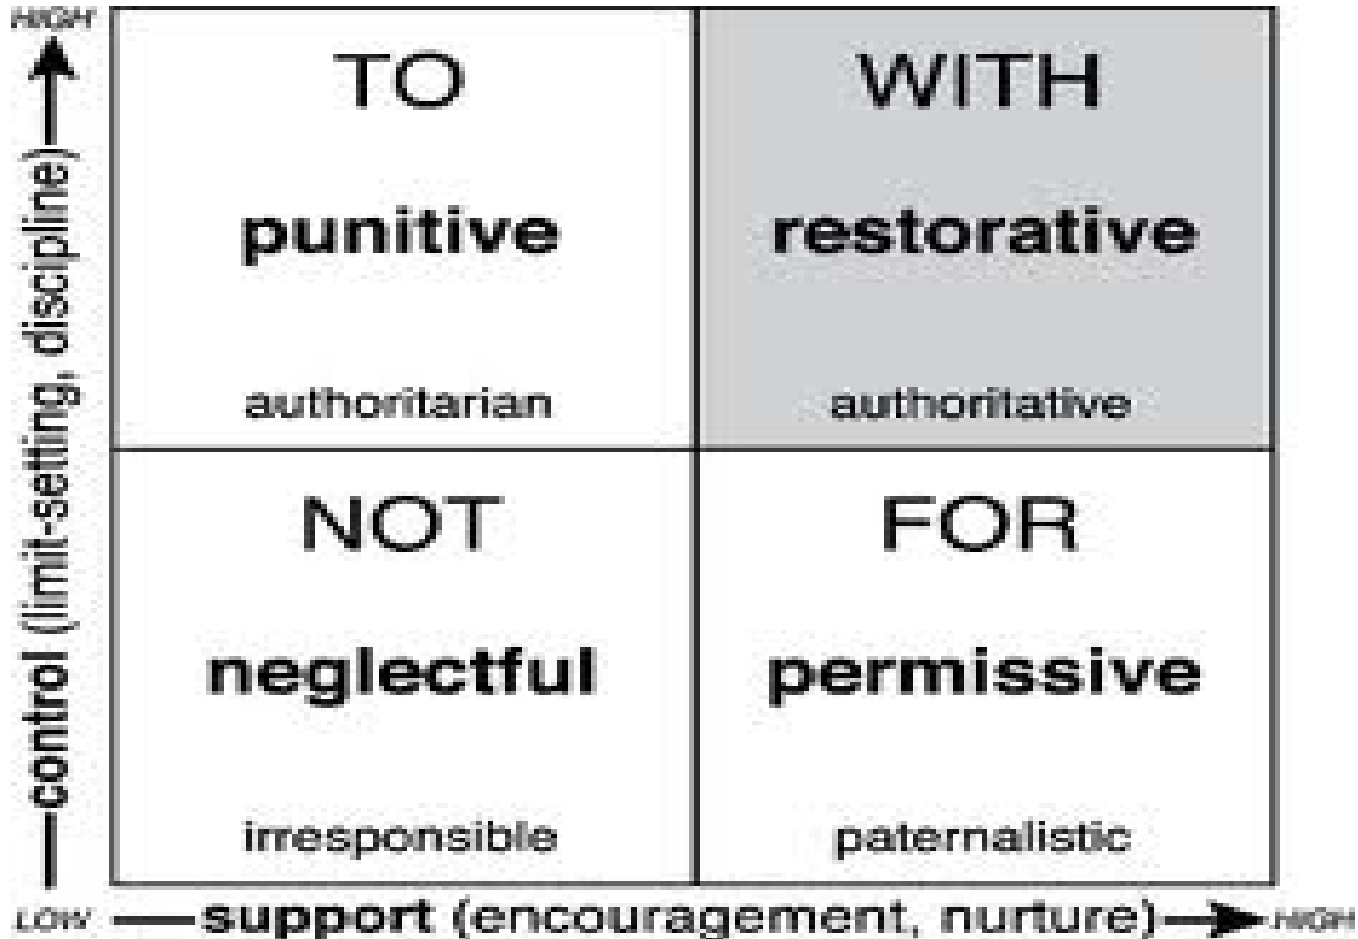 HIGH
TO
punitive
authoritarian
WITH
restorative
authoritative
NOT
neglectful
irresponsible
FOR
permissive
paternalistic
control (limit-setting, discipline)
LOW
support (encouragement, nurture)
HIGH